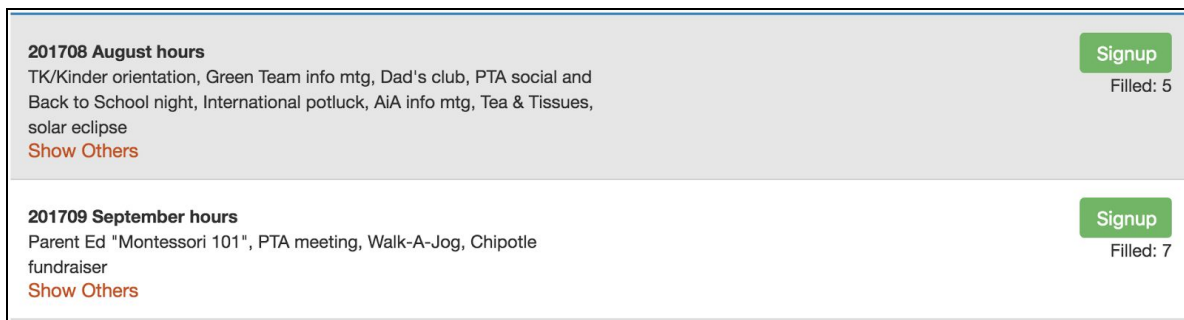 201708 August hours
Signup
TK/Kinder orientation, Green Team info mtg, Dad's club, PTA social and
Filled: 5
Back to School night, International potluck, AiA info mtg, Tea & Tissues,
solar eclipse
Show Others
201709 September hours
Signup
Parent Ed "Montessori 101", PTA meeting, Walk-A-Jog, Chipotle
Filled: 7
fundraiser
Show Others